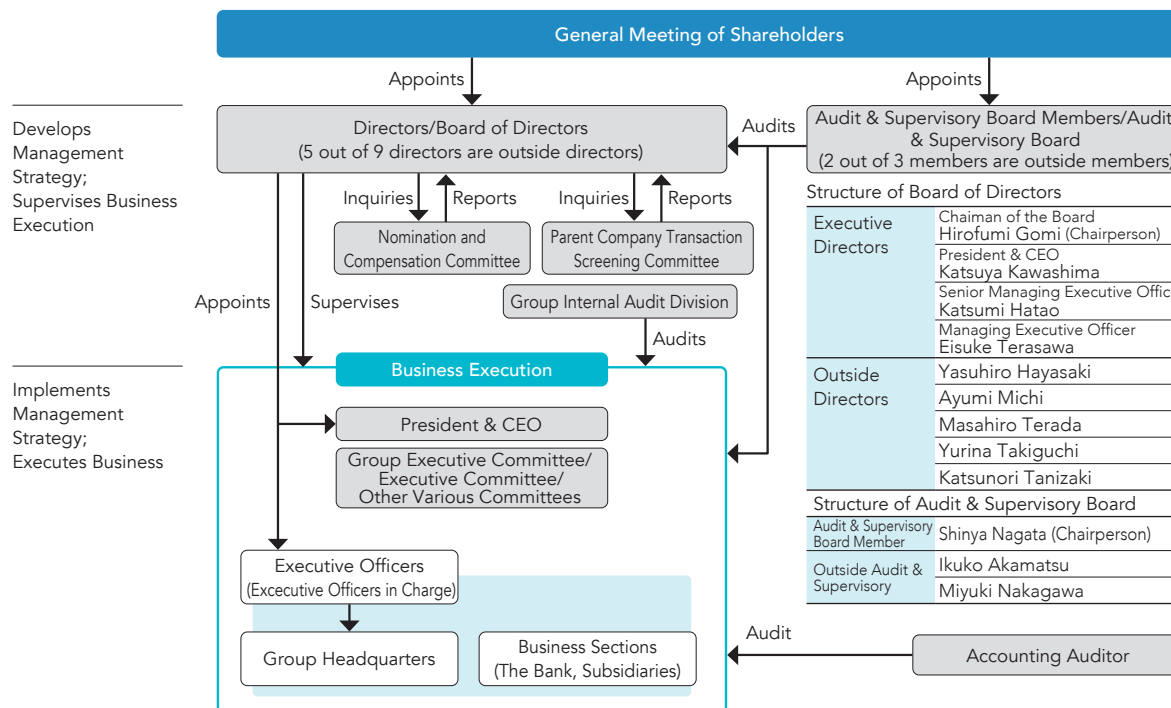 General Meeting of Shareholders
Appoints
Appoints
Develops
Management
Strategy;
Supervises Business
Execution
Directors/Board of Directors
(5 out of 9 directors are outside directors)
Audits
Audit & Supervisory Board Members/Audit
& Supervisory Board
(2 out of 3 members are outside members)
Inquiries
Reports
Inquiries
Reports
Nomination and
Compensation Committee
Parent Company Transaction
Screening Committee
Appoints
Supervises
Group Internal Audit Division
Audits
Structure of Board of Directors
Executive
Directors
Chaiman of the Board
Hirofumi Gomi (Chairperson)
President & CEO
Katsuya Kawashima
Senior Managing Executive Offic
Katsumi Hatao
Managing Executive Officer
Eisuke Terasawa
Outside
Directors
Yasuhiro Hayasaki
Ayumi Michi
Masahiro Terada
Yurina Takiguchi
Katsunori Tanizaki
Structure of Audit & Supervisory Board
Audit & Supervisory
Board Member
Shinya Nagata (Chairperson)
Outside Audit &
Supervisory
Ikuko Akamatsu
Miyuki Nakagawa
Implements
Management
Strategy;
Executes Business
Business Execution
President & CEO
Group Executive Committee/
Executive Committee/
Other Various Committees
Executive Officers
(Excecutive Officers in Charge)
Group Headquarters
Business Sections
(The Bank, Subsidiaries)
Audit
Accounting Auditor